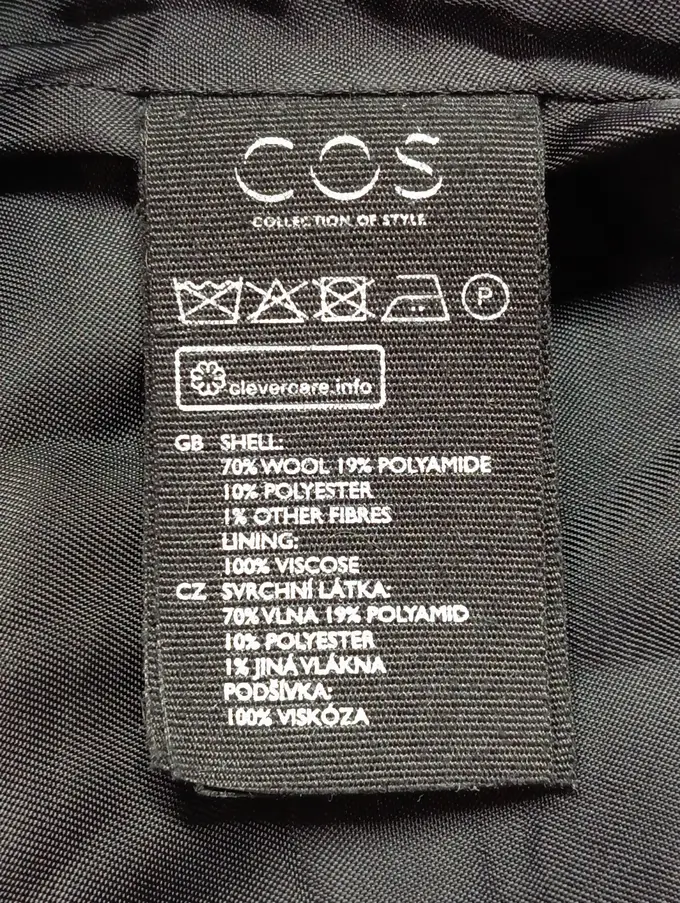 COS
COLLECTION OF STYLE
P
clevercare.info
GB SHELL:
70% WOOL 19% POLYAMIDE
10% POLYESTER
1% OTHER FIBRES
LINING:
100% VISCOSE
CZ SVRCHNÍ LÁTKA:
70% VLNA 19% POLYAMID
10% POLYESTER
1% JINÁ VLÁKNA
PODŠÍVKA:
100% VISKÓZA